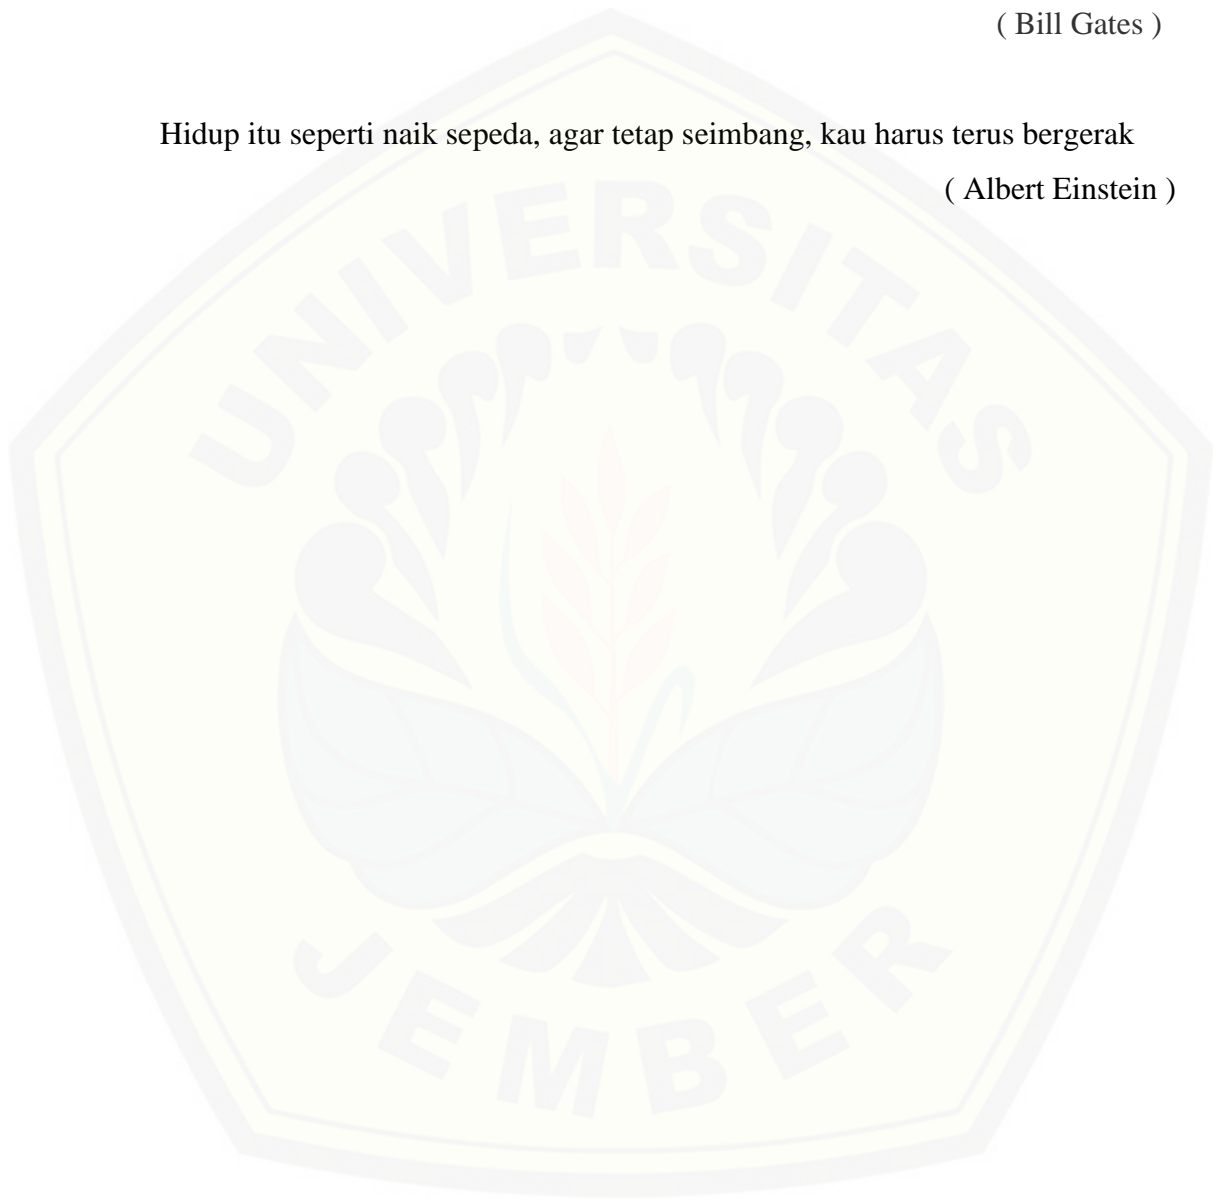 ( Bill Gates )
Hidup itu seperti naik sepeda, agar tetap seimbang, kau harus terus bergerak
( Albert Einstein )
UNIVERSITAS
JEMBER